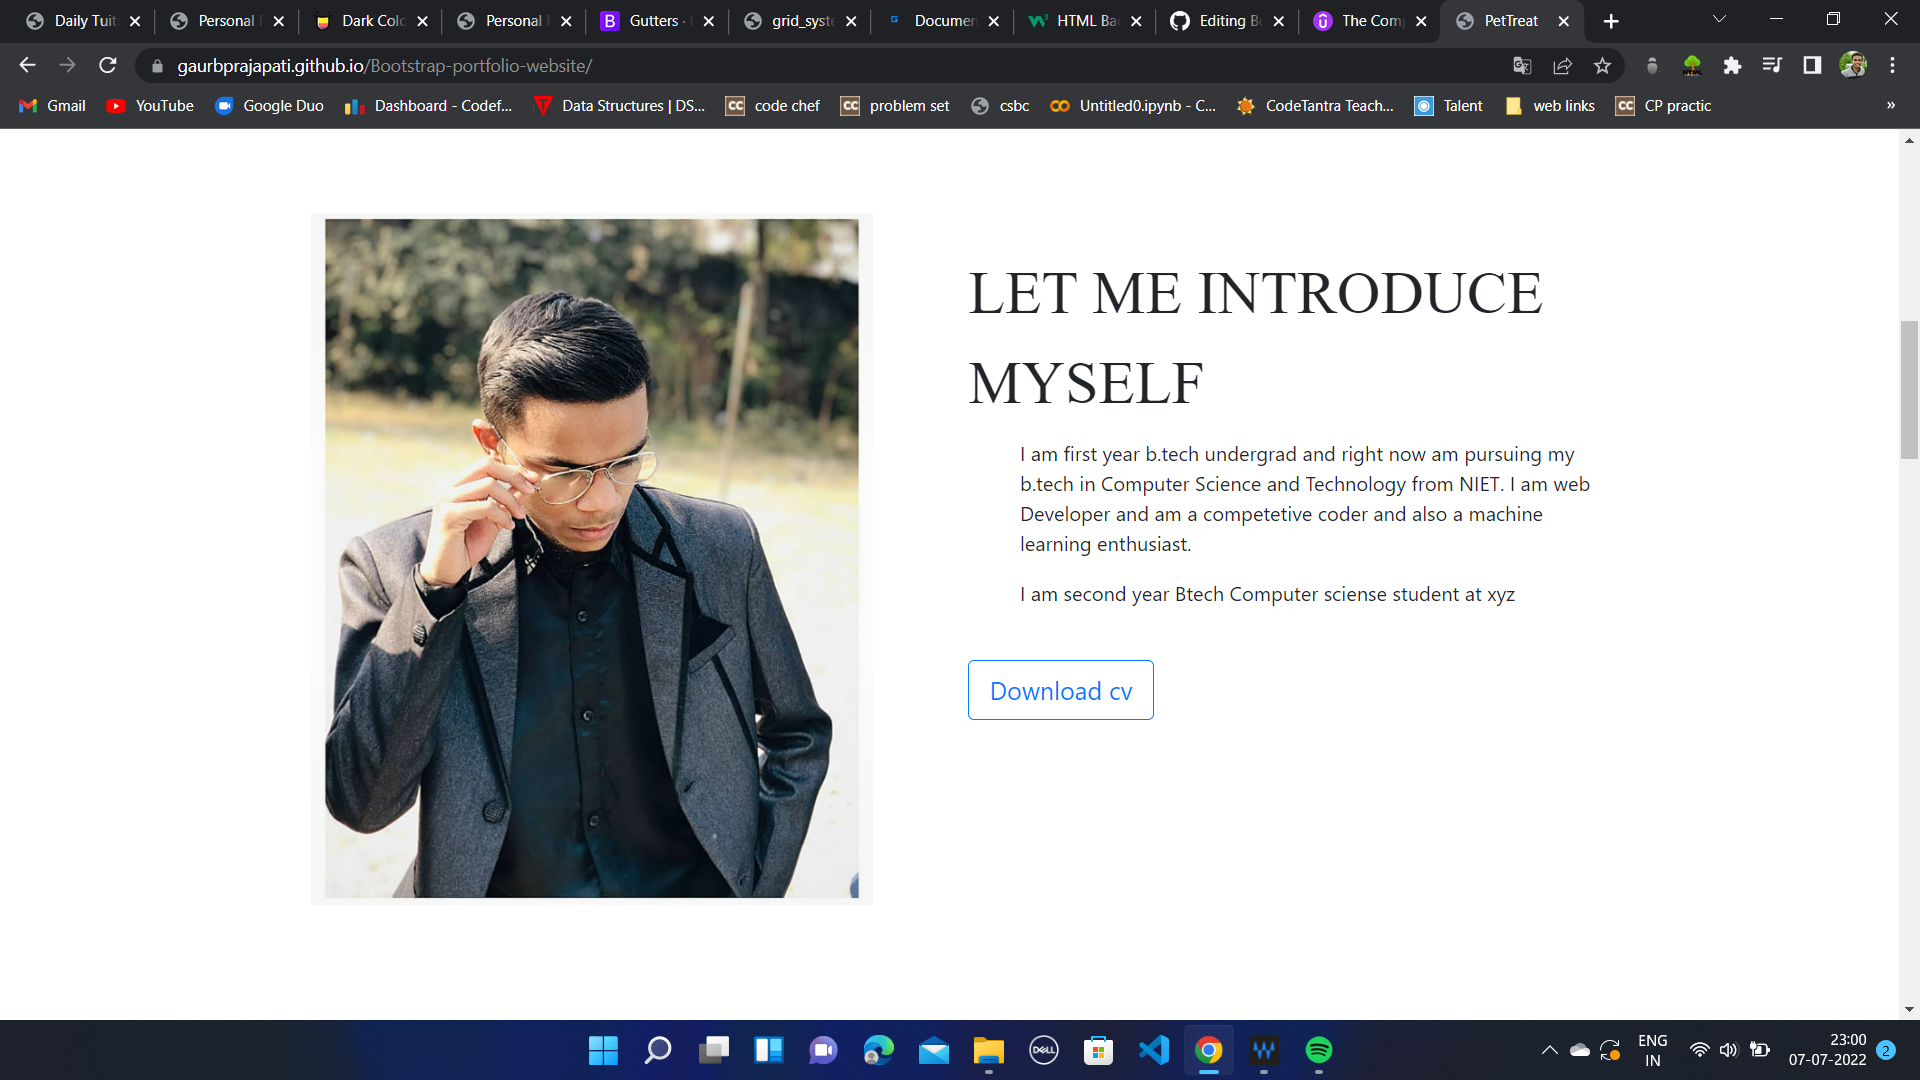 Daily Tuit
Personal P
Dark Colo
Personal P
Gutters · 
grid_syste
Documen
HTML Bac
Editing Bo
The Comp
PetTreat
gaurbprajapati.github.io/Bootstrap-portfolio-website/
Gmail
YouTube
Google Duo
Dashboard - Codef...
Data Structures | DS...
code chef
problem set
csbc
Untitled0.ipynb - C...
CodeTantra Teach...
Talent
web links
CP practic
»
LET ME INTRODUCE
MYSELF
I am first year b.tech undergrad and right now am pursuing my
b.tech in Computer Science and Technology from NIET. I am web
Developer and am a competetive coder and also a machine
learning enthusiast.
I am second year Btech Computer sciense student at xyz
Download cv
DELL
ENG
IN
23:00
07-07-2022
2